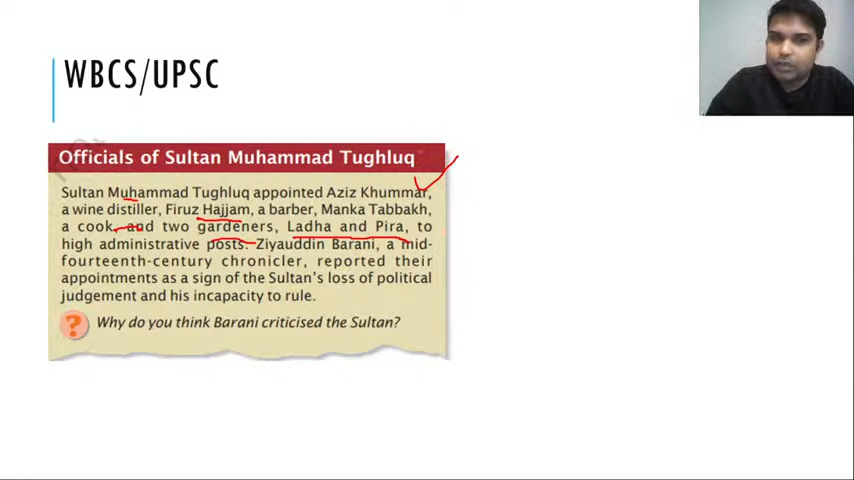 WBCS/UPSC
Officials of Sultan Muhammad Tughluq
Sultan Muhammad Tughluq appointed Aziz Khummar,
a wine distiller, Firuz Hajjam, a barber, Manka Tabbakh,
a cook, and two gardeners, Ladha and Pira, to
high administrative posts. Ziyauddin Barani, a mid-
fourteenth-century chronicler, reported their
appointments as a sign of the Sultan's loss of political
judgement and his incapacity to rule.
? Why do you think Barani criticised the Sultan?